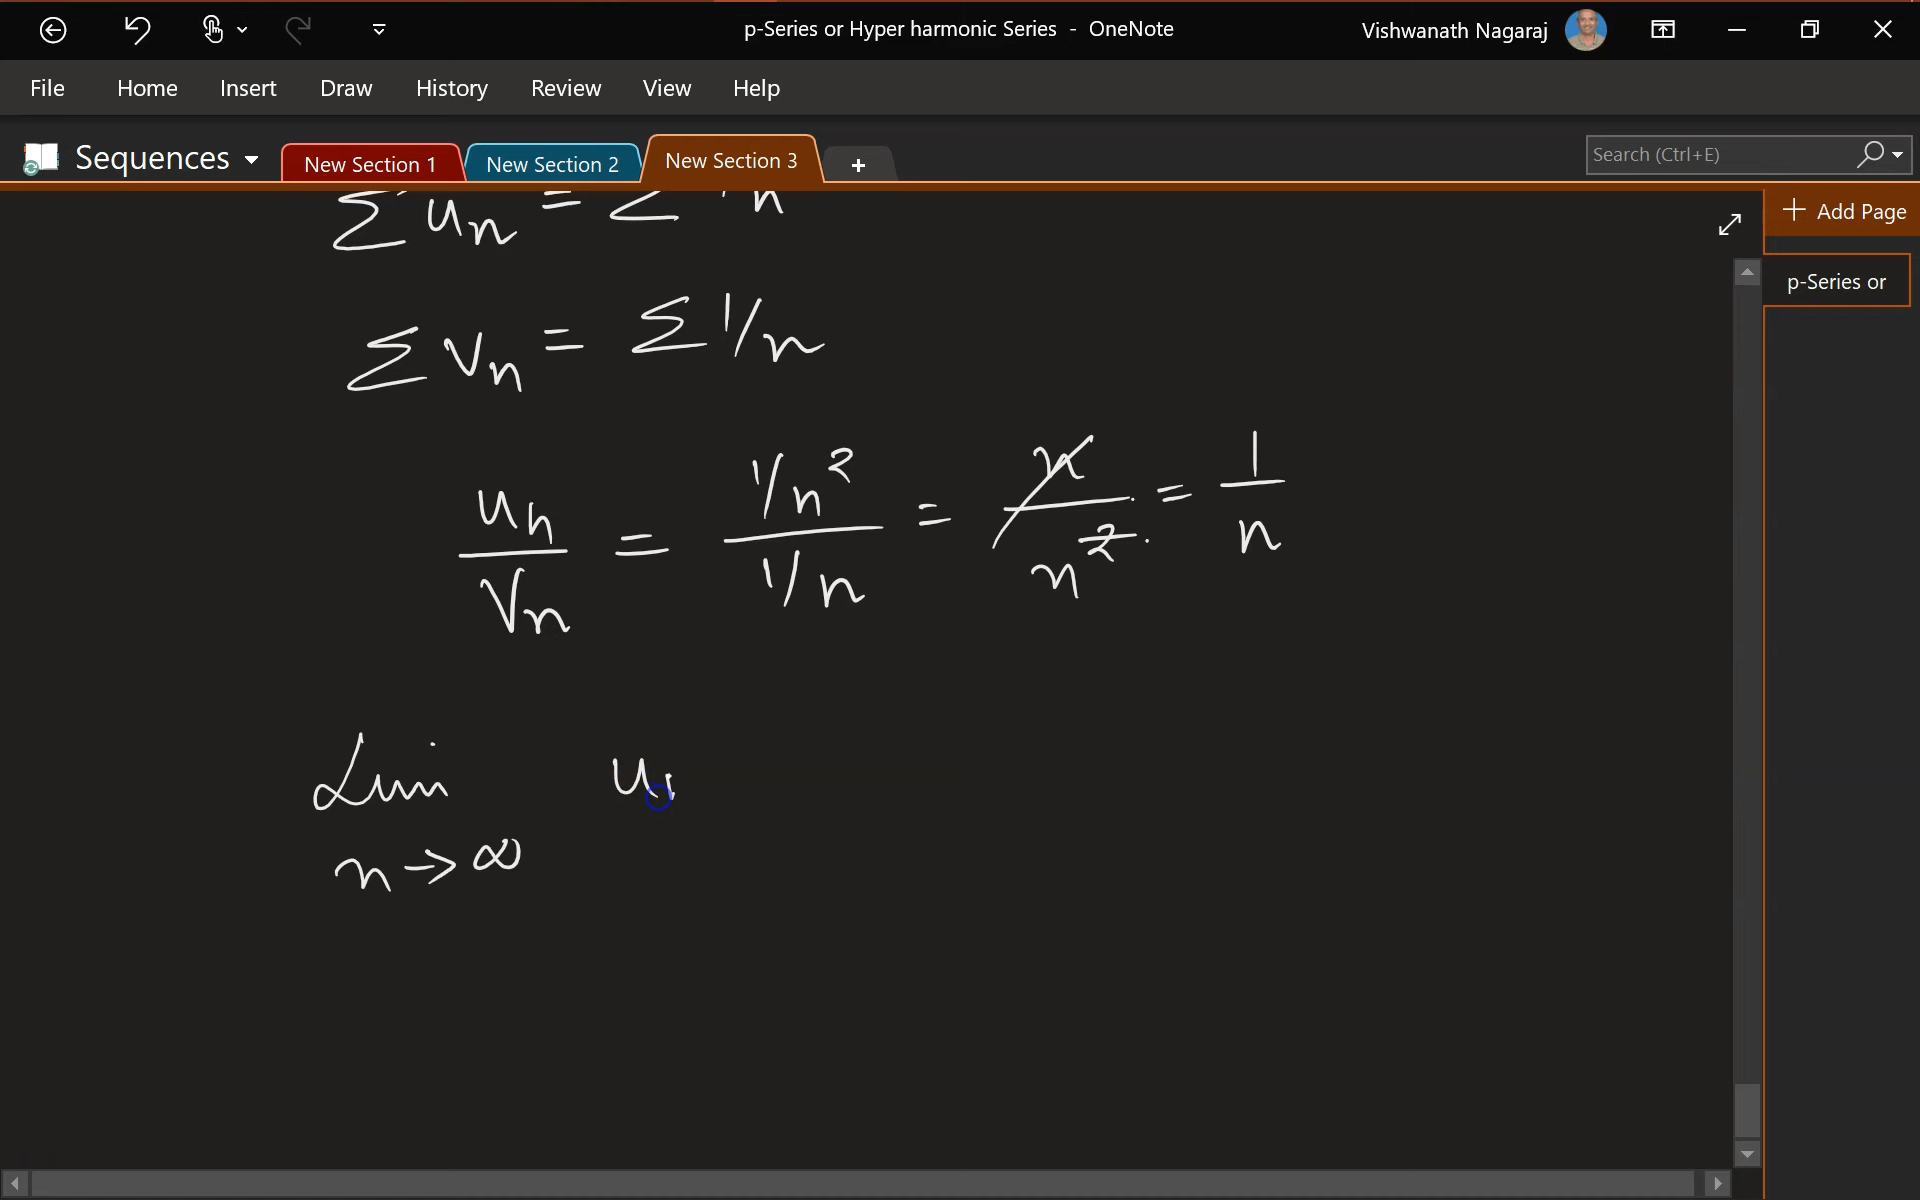 p-Series or Hyper harmonic Series - OneNote
Vishwanath Nagaraj
File Home Insert Draw History Review View Help
Sequences New Section 1 New Section 2 New Section 3 +
Search (Ctrl+E)
+ Add Page
p-Series or
∑ un = ∑ n
∑ vn = ∑ 1/n
un/vn = (1/n²)/(1/n) = n/n² = 1/n
Lim un
n → ∞